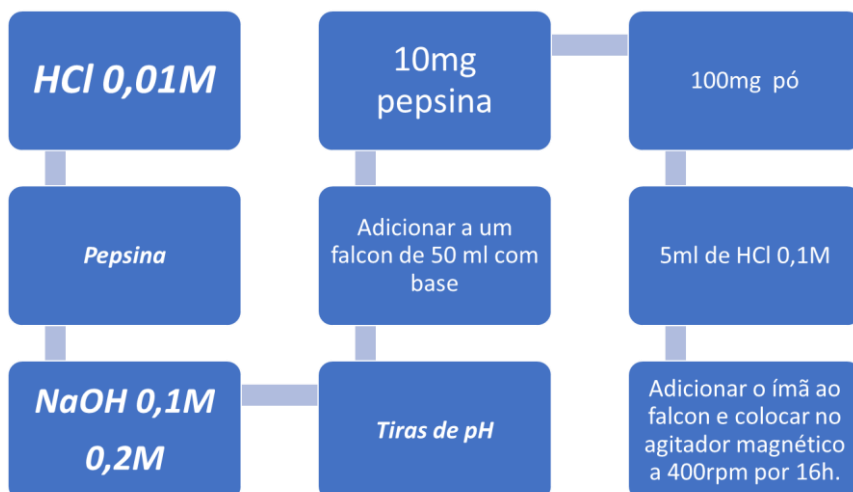 HCl 0,01M
Pepsina
NaOH 0,1M
0,2M
Tiras de pH
Adicionar a um
falcon de 50 ml com
base
10mg
pepsina
100mg pó
5ml de HCl 0,1M
Adicionar o ímã ao
falcon e colocar no
agitador magnético
a 400rpm por 16h.